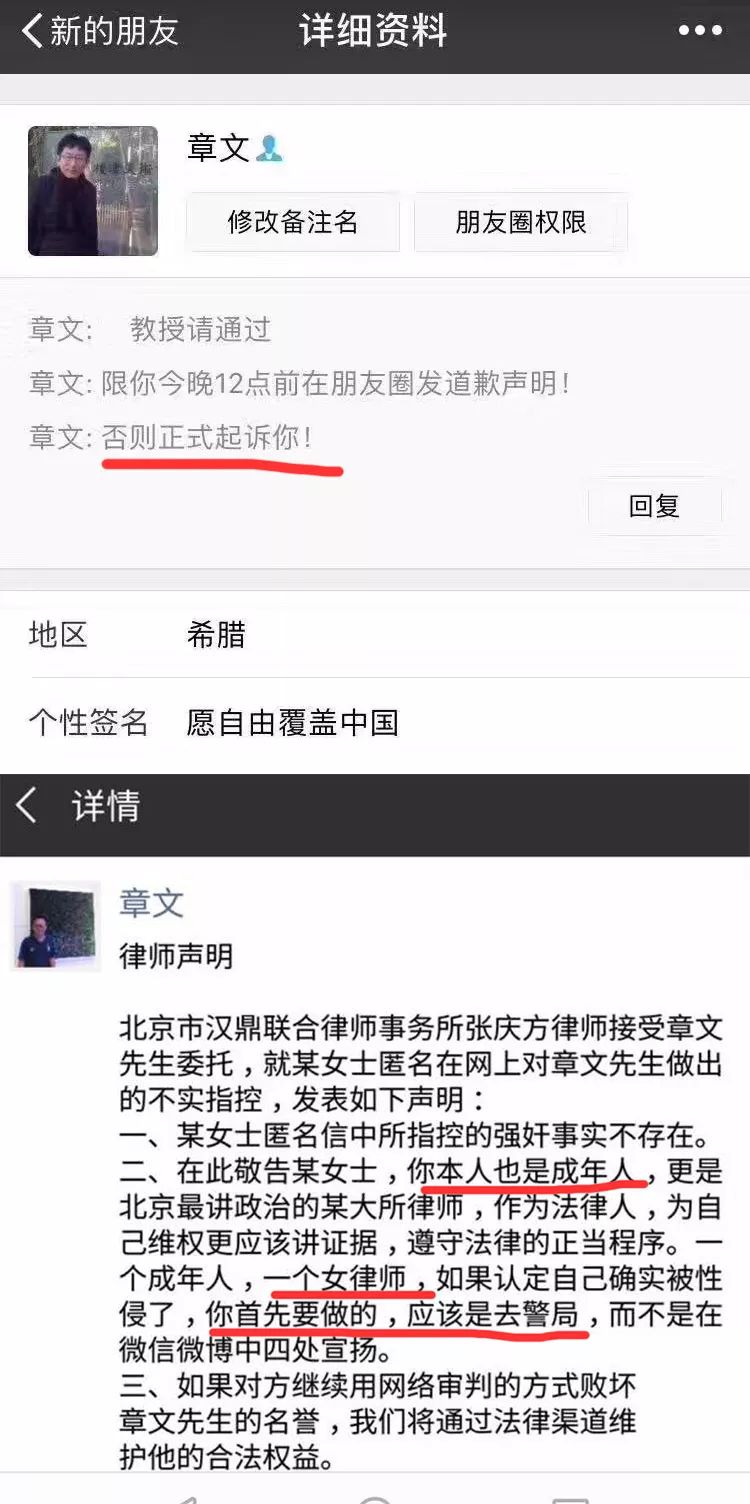 新的朋友
详细资料
章文
修改备注名
朋友圈权限
章文: 教授请通过
章文: 限你今晚12点前在朋友圈发道歉声明！
章文: 否则正式起诉你！
回复
地区 希腊
个性签名 愿自由覆盖中国
详情
章文
律师声明
北京市汉鼎联合律师事务所张庆方律师接受章文
先生委托，就某女士匿名在网上对章文先生做出
的不实指控，发表如下声明：
一、某女士匿名信中所指控的强奸事实不存在。
二、在此敬告某女士，你本人也是成年人，更是
北京最讲政治的某大所律师，作为法律人，为自
己维权更应该讲证据，遵守法律的正当程序。一
个成年人，一个女律师，如果认定自己确实被性
侵了，你首先要做的，应该是去警局，而不是在
微信微博中四处宣扬。
三、如果对方继续用网络审判的方式败坏
章文先生的名誉，我们将通过法律渠道维
护他的合法权益。